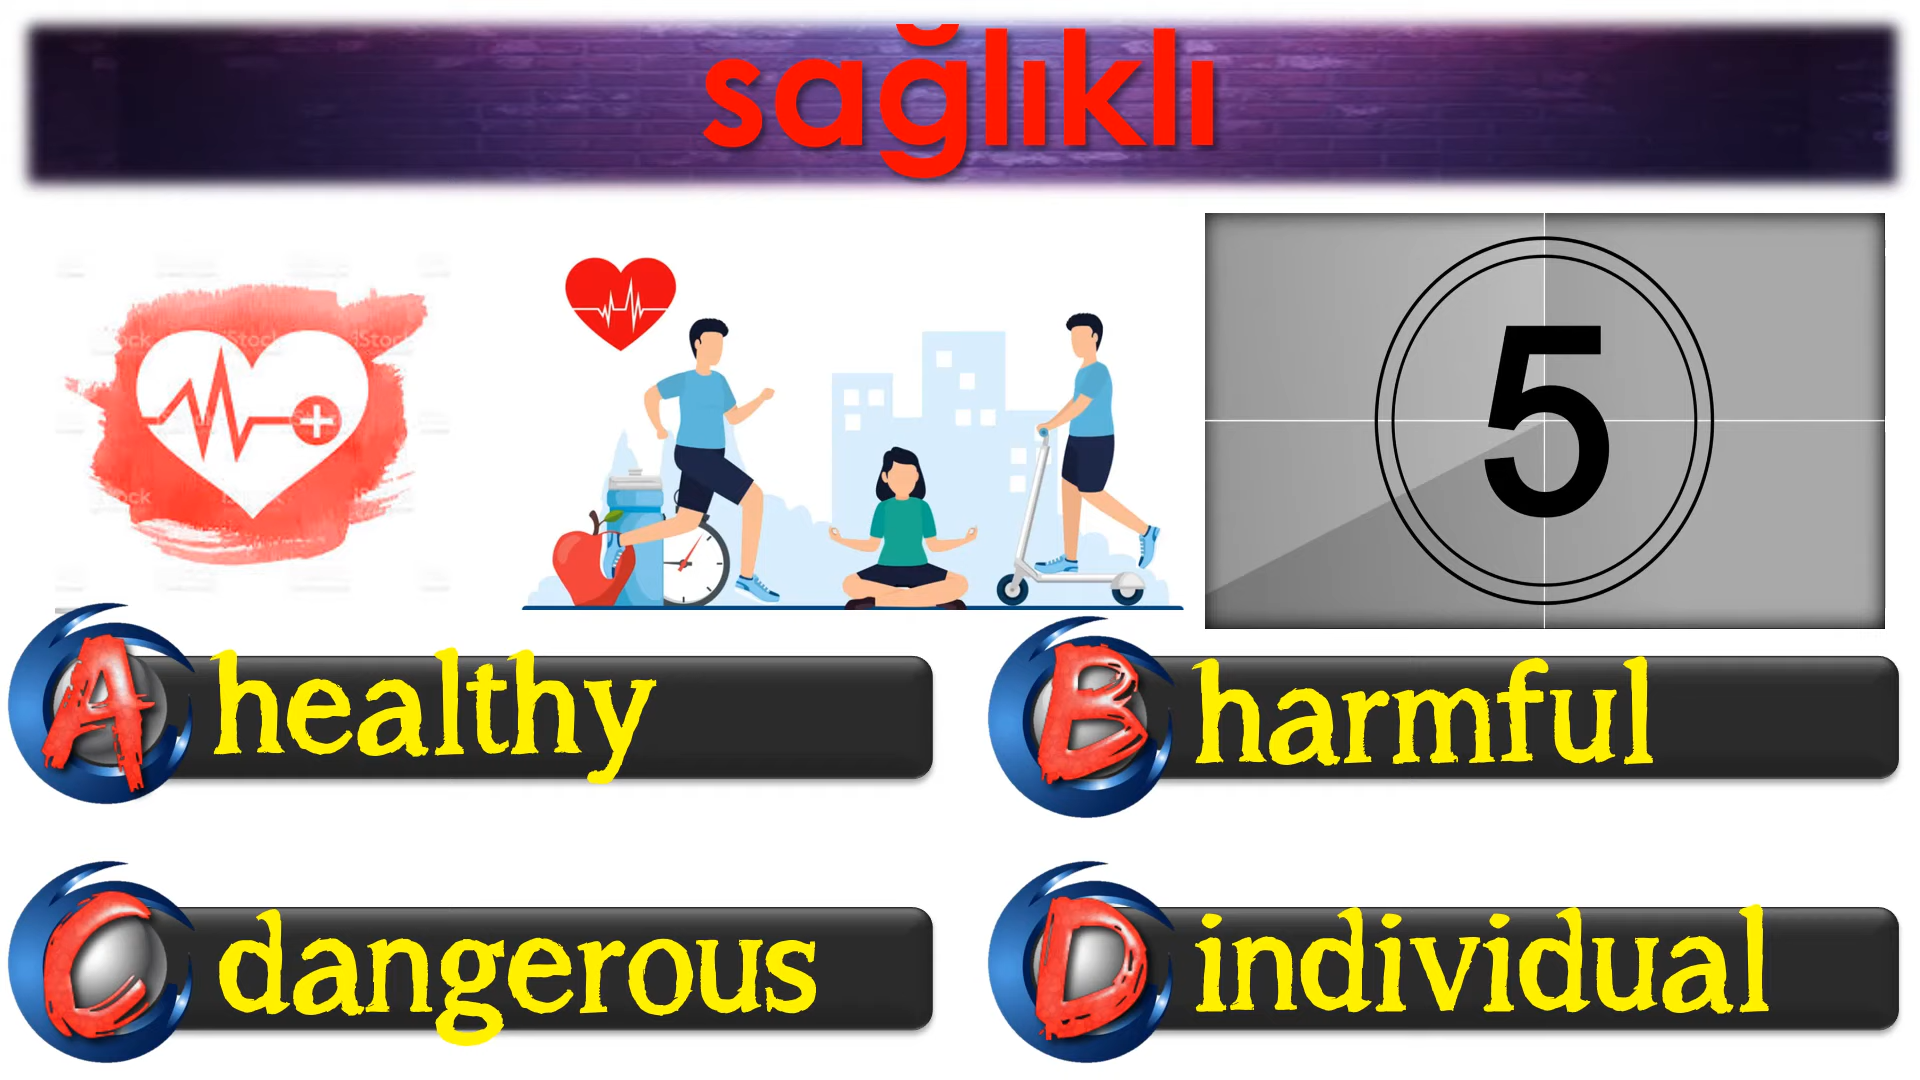 sağlıklı
5
A healthy
B harmful
C dangerous
D individual